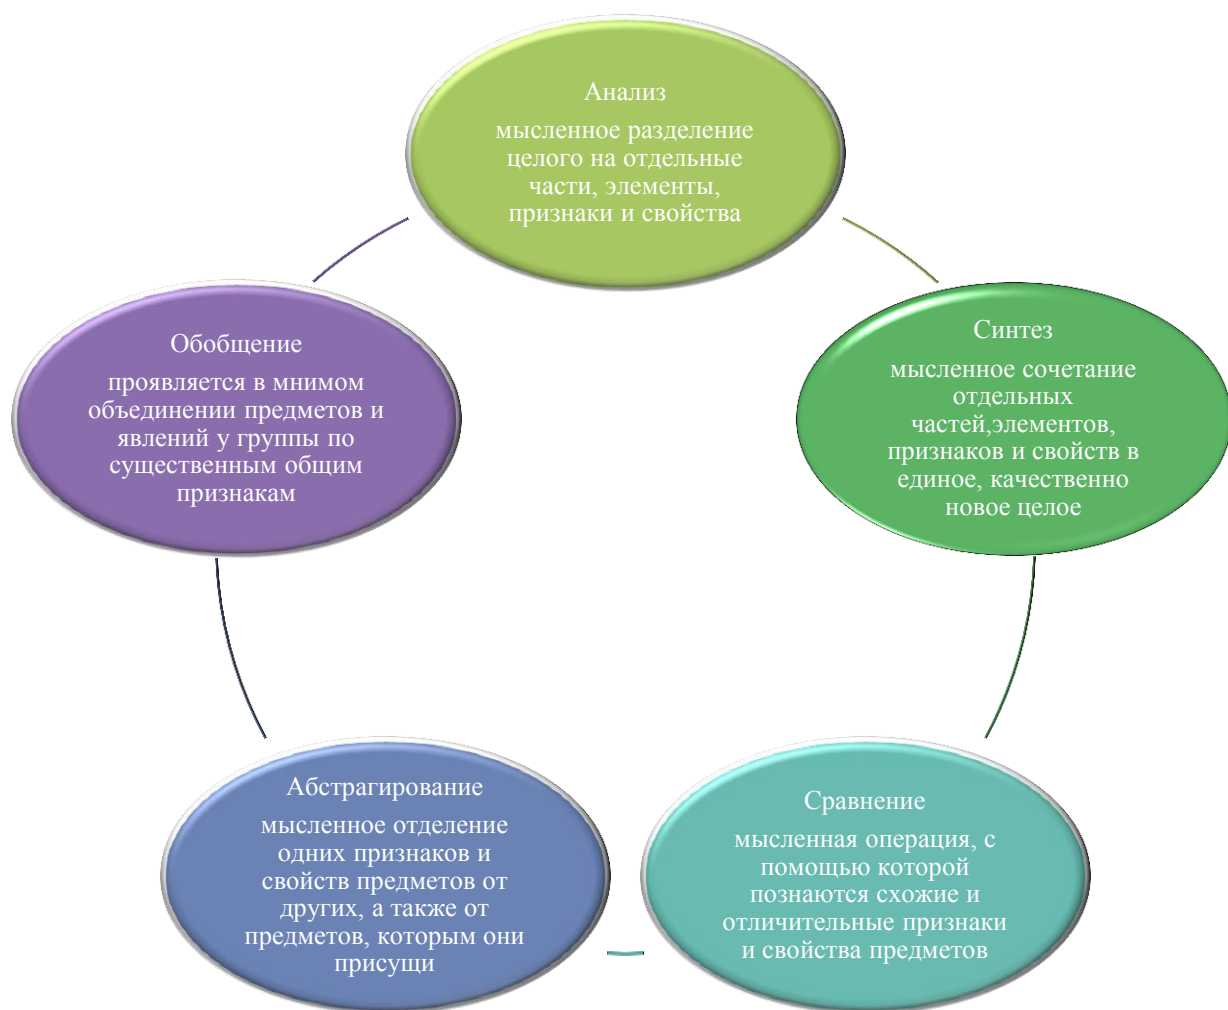 Анализ
мысленное разделение
целого на отдельные
части, элементы,
признаки и свойства
Синтез
мысленное сочетание
отдельных
частей,элементов,
признаков и свойств в
единое, качественно
новое целое
Сравнение
мысленная операция, с
помощью которой
познаются схожие и
отличительные признаки
и свойства предметов
Абстрагирование
мысленное отделение
одних признаков и
свойств предметов от
других, а также от
предметов, которым они
присущи
Обобщение
проявляется в мнимом
объединении предметов и
явлений у группы по
существенным общим
признакам